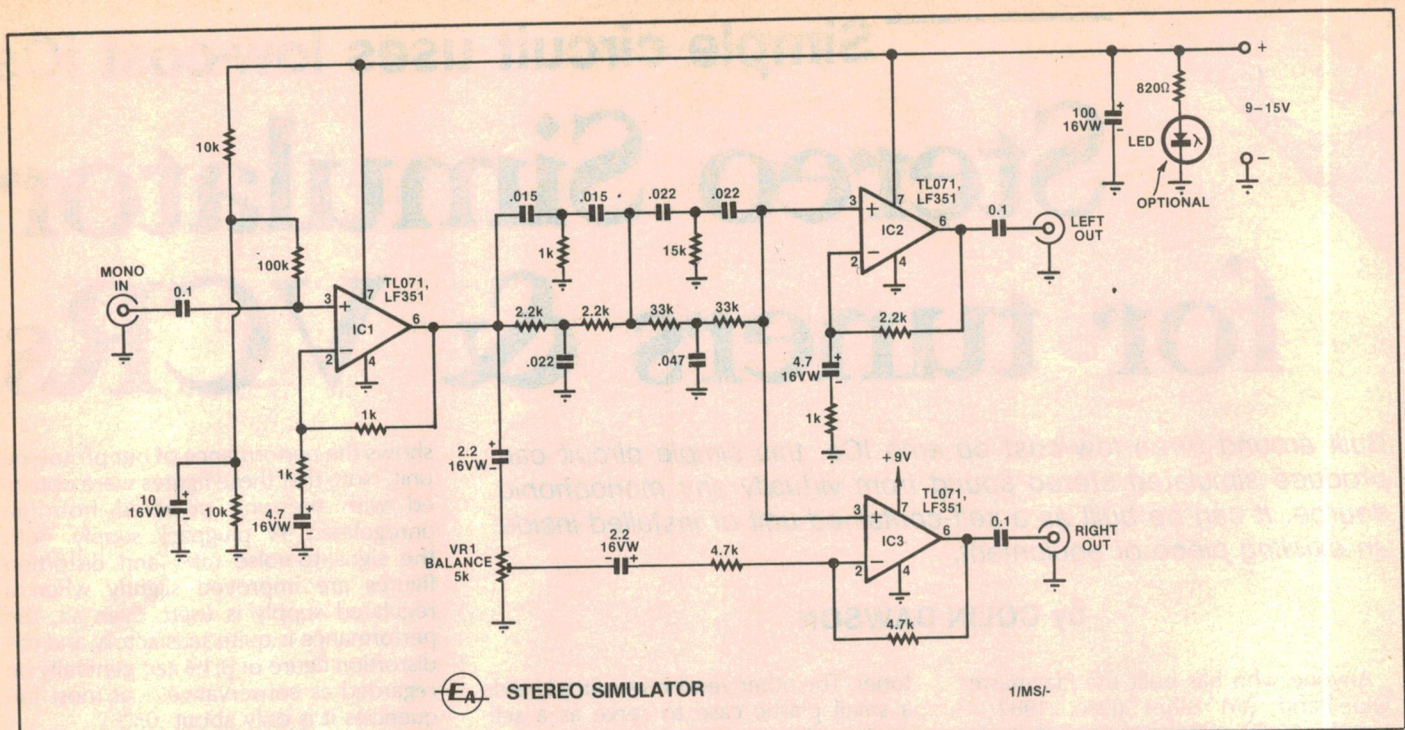 +
820Ω
100
16VW
+
-
9–15V
LED
λ
−
OPTIONAL
10k
.015
.015
.022
.022
TL071,
LF351
3
+
7
IC2
6
0.1
LEFT
OUT
1k
15k
2
−
4
100k
MONO
IN
0.1
TL071,
LF351
3
+
7
IC1
6
2
−
4
2.2k
2.2k
33k
33k
2.2k
.022
.047
4.7
16VW
+
-
1k
1k
2.2
16VW
+
-
+9V
TL071,
LF351
1k
10
16VW
+
-
10k
4.7
16VW
+
3
+
7
IC3
6
0.1
RIGHT
OUT
2
−
4
VR1
BALANCE
5k
2.2
16VW
-
+
4.7k
4.7k
EA STEREO SIMULATOR
1/MS/-